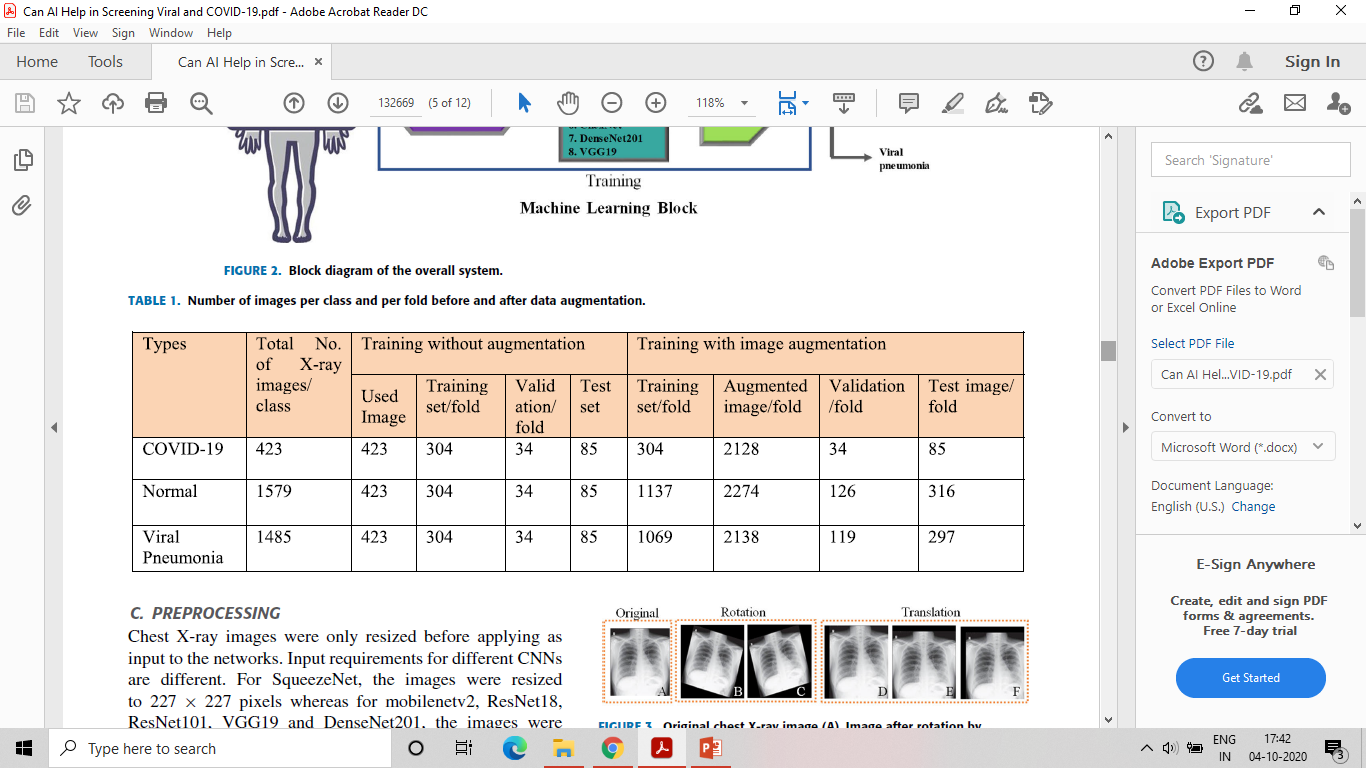 Can AI Help in Screening Viral and COVID-19.pdf - Adobe Acrobat Reader DC
File Edit View Sign Window Help
Home Tools Can AI Help in Scre... × Sign In
132669 (5 of 12) 118%
7. DenseNet201
8. VGG19
Viral
pneumonia
Training
Machine Learning Block
FIGURE 2. Block diagram of the overall system.
TABLE 1. Number of images per class and per fold before and after data augmentation.
Types Total No. of X-ray images/ class Training without augmentation Training with image augmentation
Used Image Training set/fold Valid ation/ fold Test set Training set/fold Augmented image/fold Validation /fold Test image/ fold
COVID-19 423 423 304 34 85 304 2128 34 85
Normal 1579 423 304 34 85 1137 2274 126 316
Viral Pneumonia 1485 423 304 34 85 1069 2138 119 297
C. PREPROCESSING
Chest X-ray images were only resized before applying as
input to the networks. Input requirements for different CNNs
are different. For SqueezeNet, the images were resized
to 227 × 227 pixels whereas for mobilenetv2, ResNet18,
ResNet101, VGG19 and DenseNet201, the images were
Original Rotation Translation
A B C D E F
FIGURE 3. Original chest X-ray image (A), Image after rotation by
Search 'Signature'
Export PDF
Adobe Export PDF
Convert PDF Files to Word
or Excel Online
Select PDF File
Can AI Hel...VID-19.pdf
Convert to
Microsoft Word (*.docx)
Document Language:
English (U.S.) Change
E-Sign Anywhere
Create, edit and sign PDF
forms & agreements.
Free 7-day trial
Get Started
Type here to search
ENG
IN
17:42
04-10-2020
3